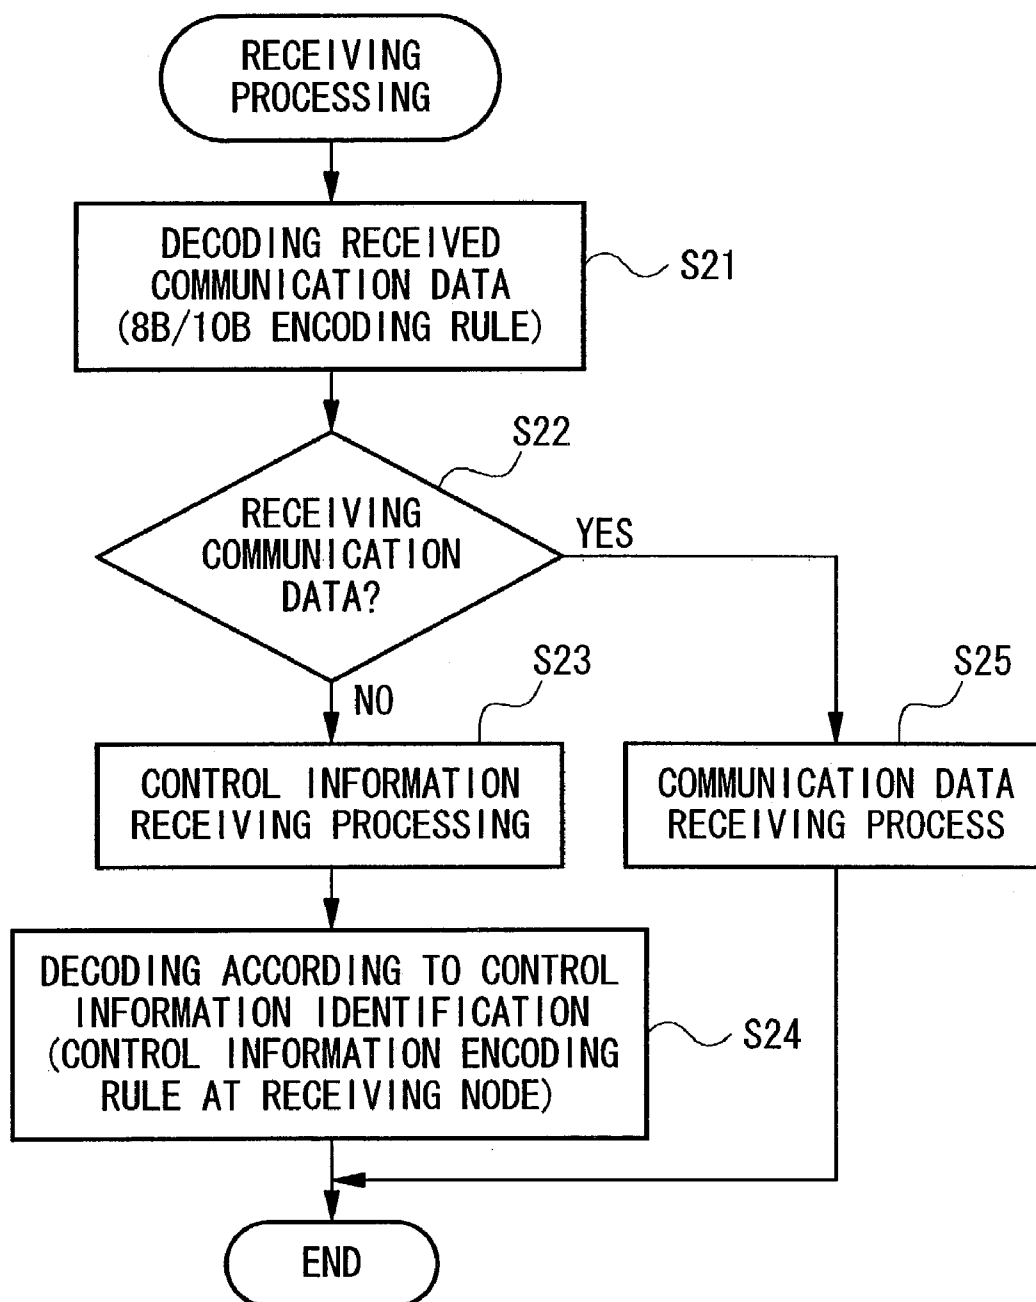 RECEIVING
PROCESSING
DECODING RECEIVED
COMMUNICATION DATA
(8B/10B ENCODING RULE)
S21
S22
RECEIVING
COMMUNICATION
DATA?
YES
NO
S23
CONTROL INFORMATION
RECEIVING PROCESSING
S25
COMMUNICATION DATA
RECEIVING PROCESS
DECODING ACCORDING TO CONTROL
INFORMATION IDENTIFICATION
(CONTROL INFORMATION ENCODING
RULE AT RECEIVING NODE)
S24
END